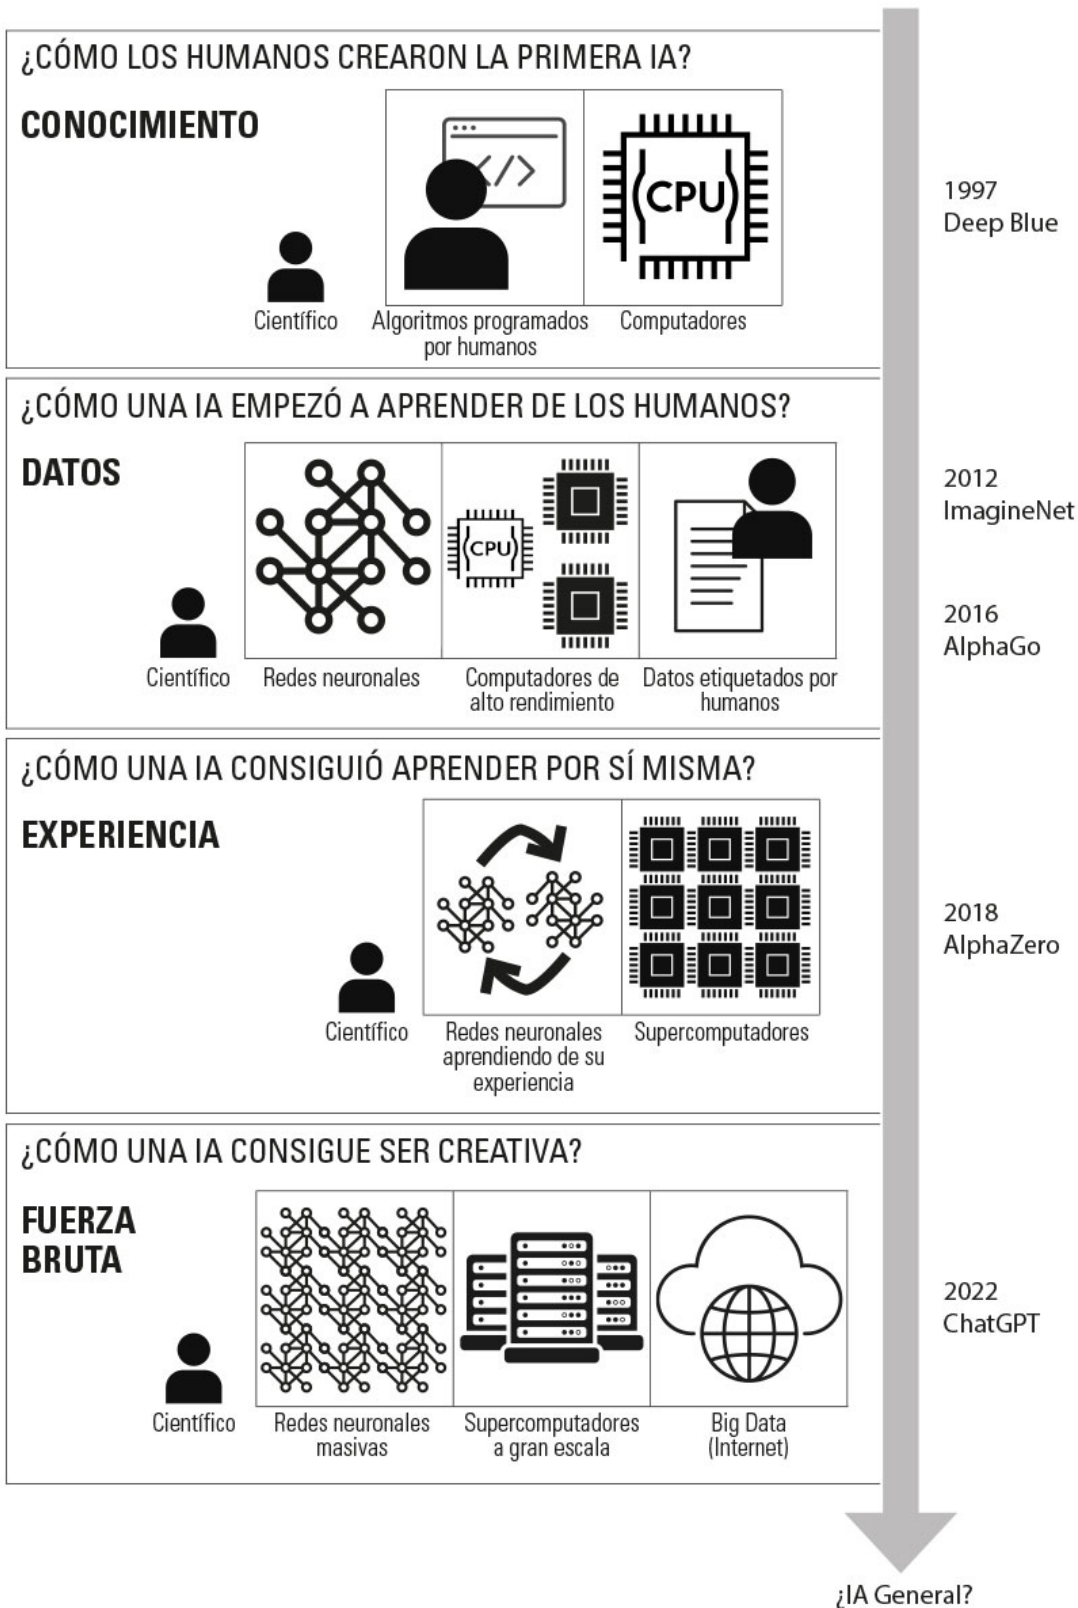 ¿CÓMO LOS HUMANOS CREARON LA PRIMERA IA?
CONOCIMIENTO
</>
CPU
Científico
Algoritmos programados
por humanos
Computadores
1997
Deep Blue
¿CÓMO UNA IA EMPEZÓ A APRENDER DE LOS HUMANOS?
DATOS
CPU
Científico
Redes neuronales
Computadores de
alto rendimiento
Datos etiquetados por
humanos
2012
ImagineNet
2016
AlphaGo
¿CÓMO UNA IA CONSIGUIÓ APRENDER POR SÍ MISMA?
EXPERIENCIA
Científico
Redes neuronales
aprendiendo de su
experiencia
Supercomputadores
2018
AlphaZero
¿CÓMO UNA IA CONSIGUE SER CREATIVA?
FUERZA
BRUTA
Científico
Redes neuronales
masivas
Supercomputadores
a gran escala
Big Data
(Internet)
2022
ChatGPT
¿IA General?